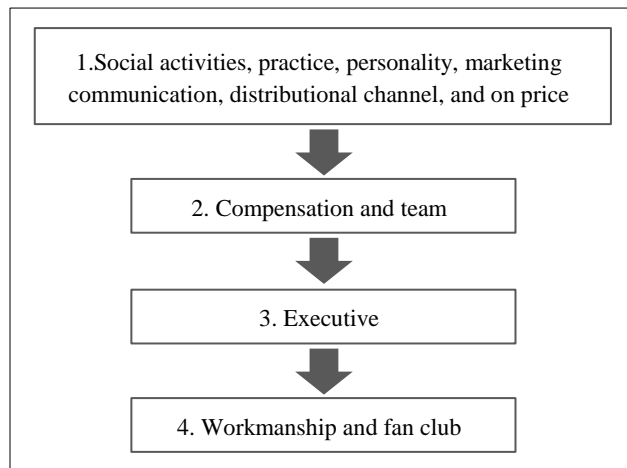 1.Social activities, practice, personality, marketing
communication, distributional channel, and on price
2. Compensation and team
3. Executive
4. Workmanship and fan club